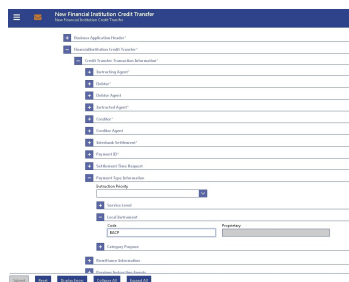 New Financial Institution Credit Transfer
New Financial Institution Credit Transfer
Business Application Header*
FinancialInstitution Credit Transfer*
Credit Transfer Transaction Information*
Instructing Agent*
Debtor*
Debtor Agent
Instructed Agent*
Creditor*
Creditor Agent
Interbank Settlement*
Payment ID*
Settlement Time Request
Payment Type Information
Instruction Priority
Service Level
Local Instrument
Code
Proprietary
BACP
Category Purpose
Remittance Information
Submit Reset Display Errors Collapse All Expand All